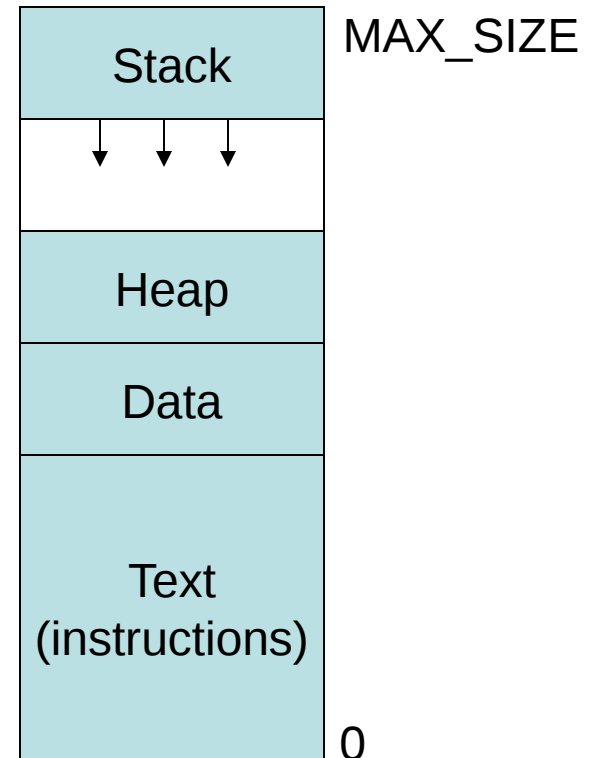 Stack
MAX_SIZE
Heap
Data
Text
(instructions)
0